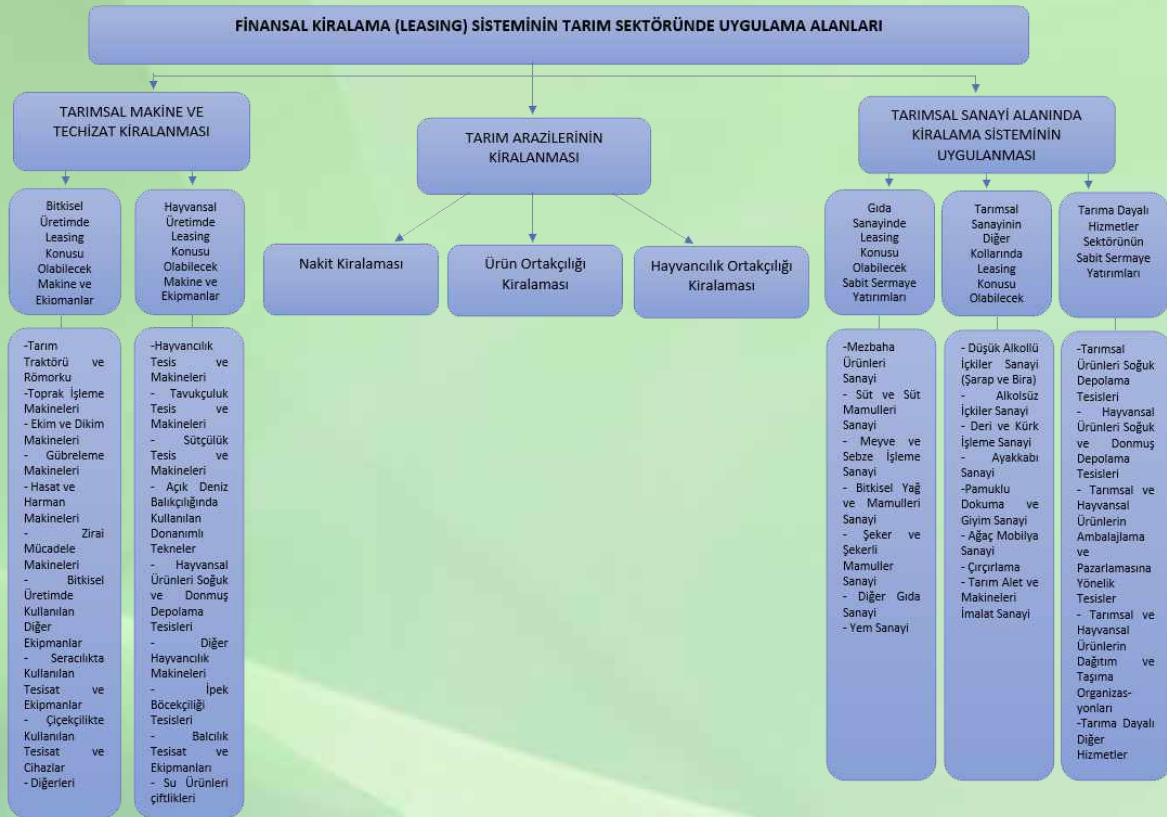 FİNANSAL KİRALAMA (LEASING) SİSTEMİNİN TARIM SEKTÖRÜNDE UYGULAMA ALANLARI
TARIMSAL MAKİNE VE
TECHİZAT KİRALANMASI
TARIM ARAZİLERİNİN
KİRALANMASI
TARIMSAL SANAYİ ALANINDA
KİRALAMA SİSTEMİNİN
UYGULANMASI
Bitkisel
Üretimde
Leasing
Konusu
Olabilecek
Makine ve
Ekiomanlar
Hayvansal
Üretimde
Leasing
Konusu
Olabilecek
Makine ve
Ekipmanlar
Nakit Kiralaması
Ürün Ortakçılığı
Kiralaması
Hayvancılık Ortakçılığı
Kiralaması
Gıda
Sanayinde
Leasing
Konusu
Olabilecek
Sabit Sermaye
Yatırımları
Tarımsal
Sanayinin
Diğer
Kollarında
Leasing
Konusu
Olabilecek
Tarıma Dayalı
Hizmetler
Sektörünün
Sabit Sermaye
Yatırımları
-Tarım
Traktörü ve
Römorku
-Toprak İşleme
Makineleri
- Ekim ve Dikim
Makineleri
- Gübreleme
Makineleri
- Hasat ve
Harman
Makineleri
- Zirai
Mücadele
Makineleri
- Bitkisel
Üretimde
Kullanılan
Diğer
Ekipmanlar
- Seracılıkta
Kullanılan
Tesisat ve
Ekipmanlar
- Çiçekçilikte
Kullanılan
Tesisat ve
Cihazlar
- Diğerleri
-Hayvancılık
Tesis ve
Makineleri
- Tavukçuluk
Tesis ve
Makineleri
- Sütçülük
Tesis ve
Makineleri
- Açık Deniz
Balıkçılığında
Kullanılan
Donanımlı
Tekneler
- Hayvansal
Ürünleri Soğuk
ve Donmuş
Depolama
Tesisleri
- Diğer
Hayvancılık
Makineleri
- İpek
Böcekçiliği
Tesisleri
- Balcılık
Tesisat ve
Ekipmanları
- Su Ürünleri
çiftlikleri
-Mezbaha
Ürünleri
Sanayi
- Süt ve Süt
Mamulleri
Sanayi
- Meyve ve
Sebze İşleme
Sanayi
- Bitkisel Yağ
ve Mamulleri
Sanayi
- Şeker ve
Şekerli
Mamuller
Sanayi
- Diğer Gıda
Sanayi
- Yem Sanayi
- Düşük Alkollü
İçkiler Sanayi
(Şarap ve Bira)
- Alkolsüz
İçkiler Sanayi
- Deri ve Kürk
İşleme Sanayi
- Ayakkabı
Sanayi
-Pamuklu
Dokuma ve
Giyim Sanayi
- Ağaç Mobilya
Sanayi
- Çırçırlama
- Tarım Alet ve
Makineleri
İmalat Sanayi
-Tarımsal
Ürünleri Soğuk
Depolama
Tesisleri
- Hayvansal
Ürünleri Soğuk
ve Donmuş
Depolama
Tesisleri
- Tarımsal ve
Hayvansal
Ürünlerin
Ambalajlama
ve
Pazarlamasına
Yönelik
Tesisler
- Tarımsal ve
Hayvansal
Ürünlerin
Dağıtım ve
Taşıma
Organizas-
yonları
-Tarıma Dayalı
Diğer
Hizmetler